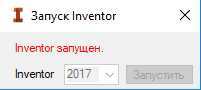 Запуск Inventor
Inventor запущен.
Inventor 2017 Запустить